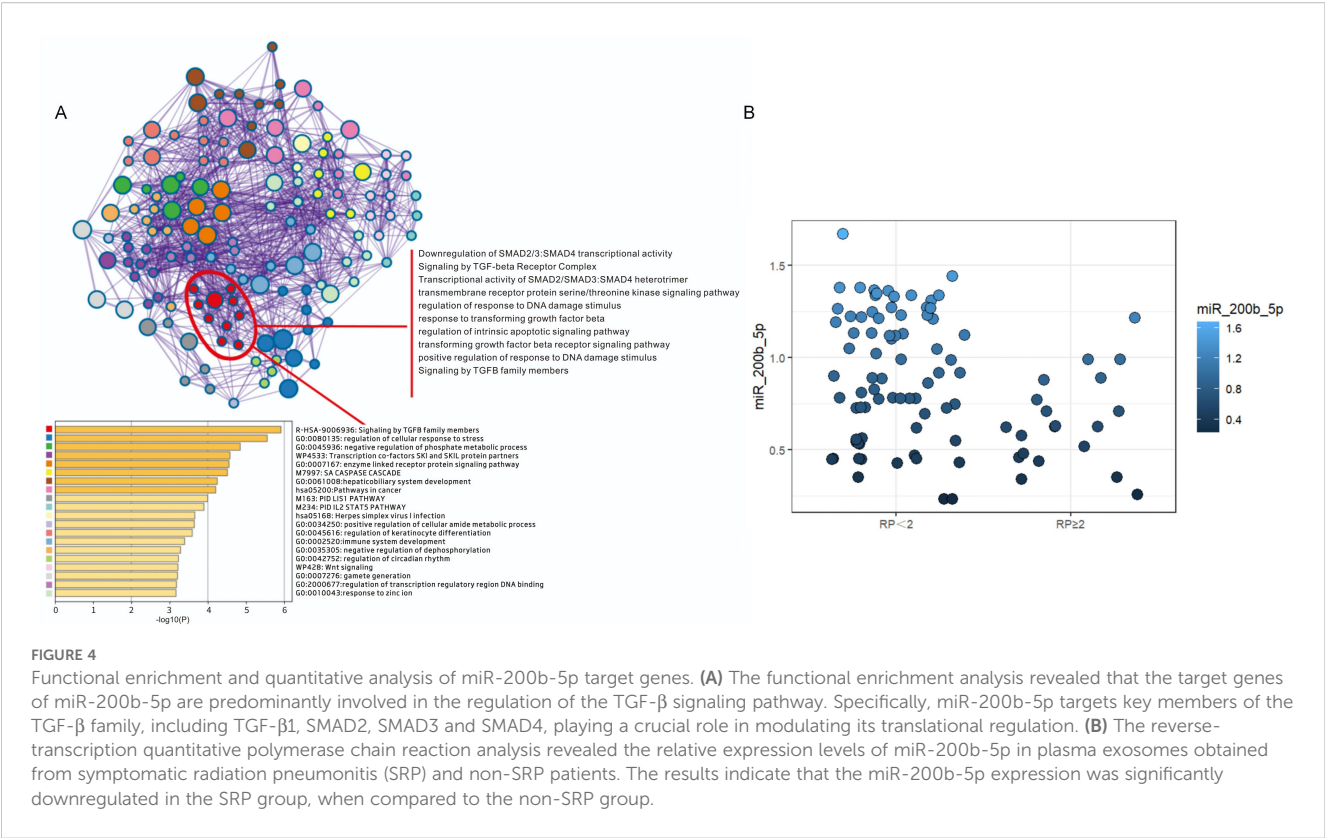 A
B
Downregulation of SMAD2/3:SMAD4 transcriptional activity
Signaling by TGF-beta Receptor Complex
Transcriptional activity of SMAD2/SMAD3:SMAD4 heterotrimer
transmembrane receptor protein serine/threonine kinase signaling pathway
regulation of response to DNA damage stimulus
response to transforming growth factor beta
regulation of intrinsic apoptotic signaling pathway
transforming growth factor beta receptor signaling pathway
positive regulation of response to DNA damage stimulus
Signaling by TGFB family members
R-HSA-9006936: Sighaling by TGFB family members
GO:0080135: regulation of cellular response to stress
GO:0045936: negative regulation of phosphate metabolic process
WP4533: Transcription co-factors SKI and SKIL protein partners
GO:0007167: enzyme linked receptor protein signaling pathway
M7997: SA CASPASE CASCADE
GO:0061008:hepaticobiliary system development
hsa05200:Pathways in cancer
M163: PID LIS1 PATHWAY
M234: PID IL2 STAT5 PATHWAY
hsa05168: Herpes simplex virus I infection
GO:0034250: positive regulation of cellular amide metabolic process
GO:0045616: regulation of keratinocyte differentiation
GO:0002520:immune system development
GO:0035305: negative regulation of dephosphorylation
GO:0042752: regulation of circadian rhythm
WP428: Wnt signaling
GO:0007276: gamete generation
GO:2000677:regulation of transcription regulatory region DNA binding
GO:0010043:response to zinc ion
0 1 2 3 4 5 6
-log10(P)
miR_200b_5p
1.5
1.0
0.5
RP<2 RP≥2
miR_200b_5p
1.6
1.2
0.8
0.4
FIGURE 4
Functional enrichment and quantitative analysis of miR-200b-5p target genes. (A) The functional enrichment analysis revealed that the target genes
of miR-200b-5p are predominantly involved in the regulation of the TGF-β signaling pathway. Specifically, miR-200b-5p targets key members of the
TGF-β family, including TGF-β1, SMAD2, SMAD3 and SMAD4, playing a crucial role in modulating its translational regulation. (B) The reverse-
transcription quantitative polymerase chain reaction analysis revealed the relative expression levels of miR-200b-5p in plasma exosomes obtained
from symptomatic radiation pneumonitis (SRP) and non-SRP patients. The results indicate that the miR-200b-5p expression was significantly
downregulated in the SRP group, when compared to the non-SRP group.